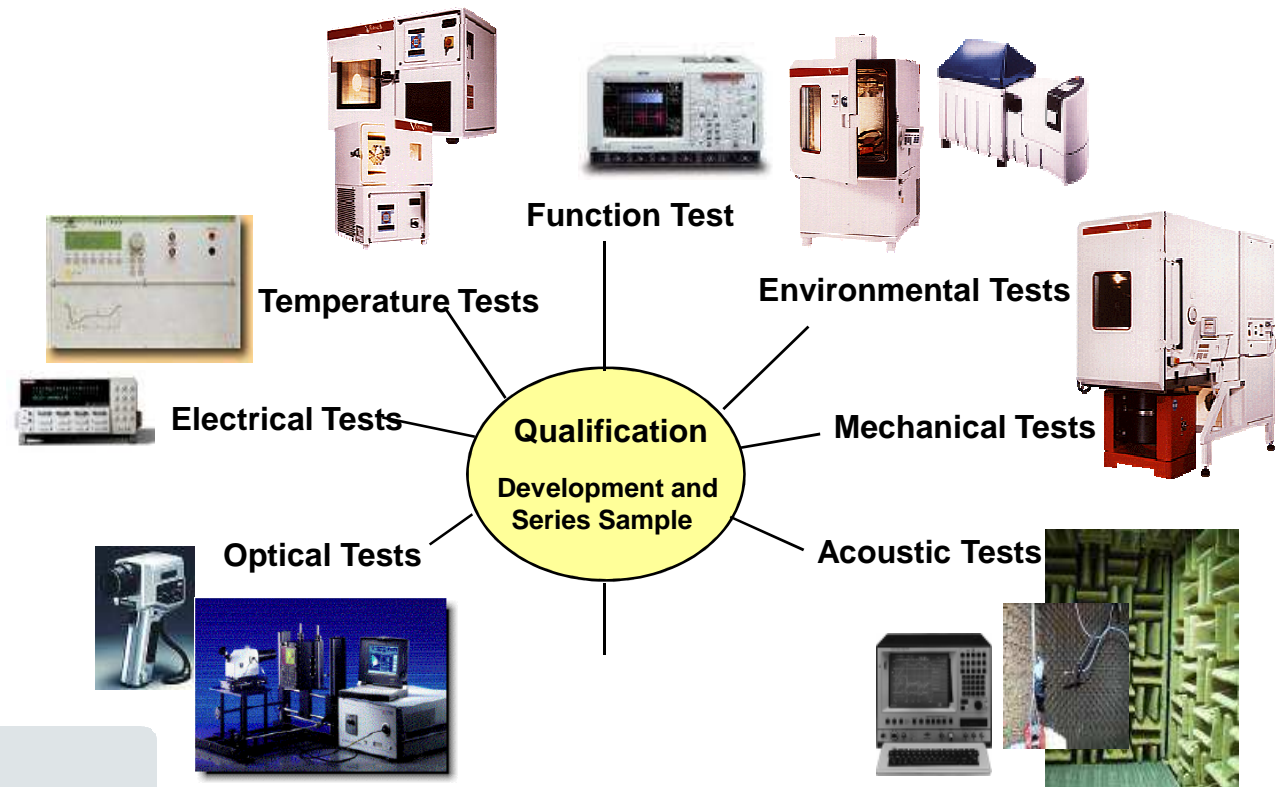 Function Test
Temperature Tests
Environmental Tests
Electrical Tests
Qualification
Mechanical Tests
Development and
Series Sample
Optical Tests
Acoustic Tests